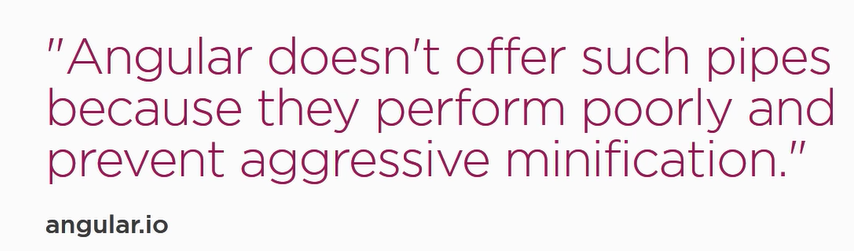 "Angular doesn't offer such pipes
because they perform poorly and
prevent aggressive minification."
angular.io